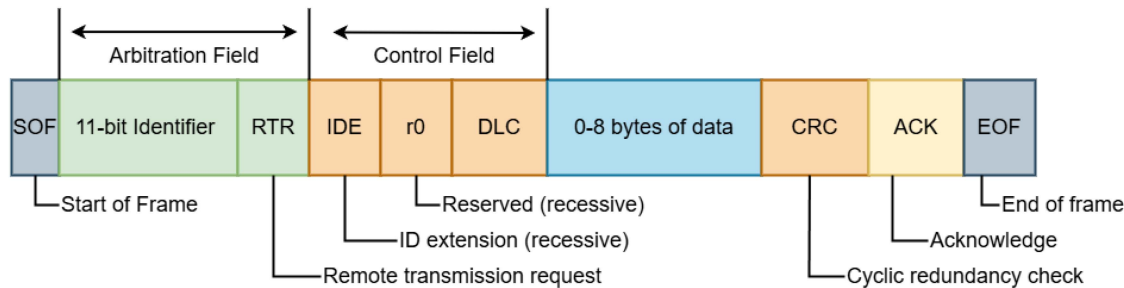 Arbitration Field
Control Field
SOF
11-bit Identifier
RTR
IDE
r0
DLC
0-8 bytes of data
CRC
ACK
EOF
Start of Frame
Reserved (recessive)
End of frame
ID extension (recessive)
Acknowledge
Remote transmission request
Cyclic redundancy check